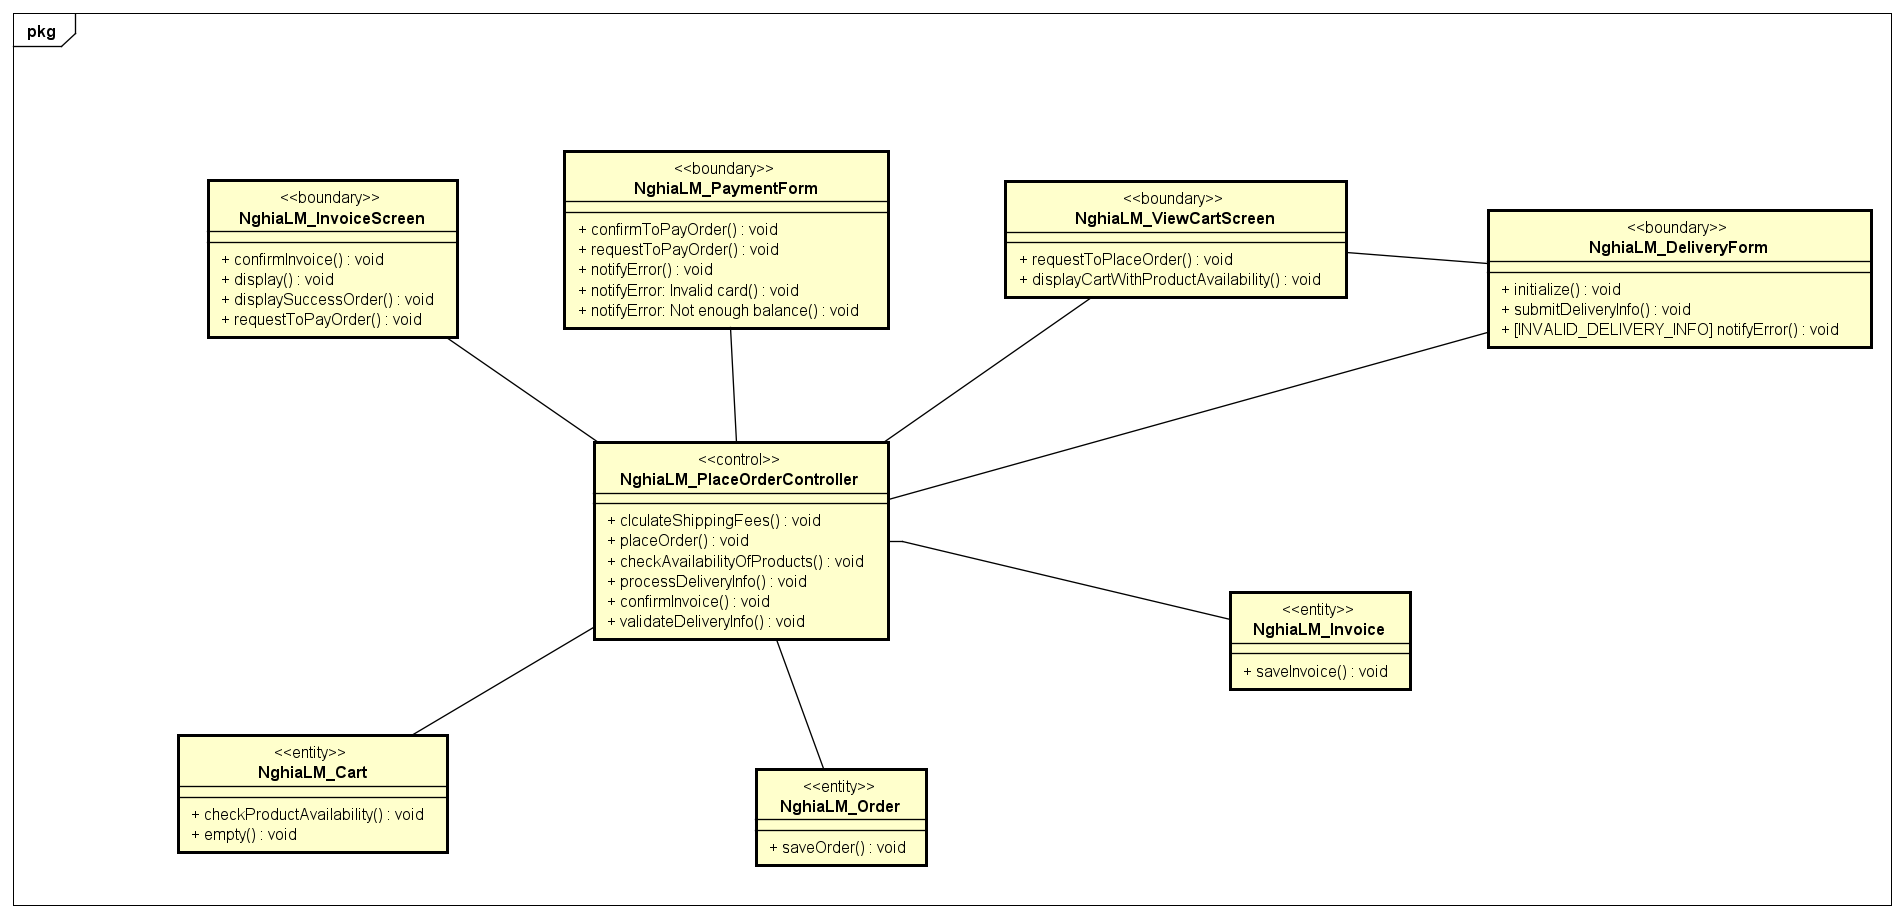 pkg
<<boundary>>
NghiaLM_InvoiceScreen
+ confirmInvoice() : void
+ display() : void
+ displaySuccessOrder() : void
+ requestToPayOrder() : void
<<boundary>>
NghiaLM_PaymentForm
+ confirmToPayOrder() : void
+ requestToPayOrder() : void
+ notifyError() : void
+ notifyError: Invalid card() : void
+ notifyError: Not enough balance() : void
<<boundary>>
NghiaLM_ViewCartScreen
+ requestToPlaceOrder() : void
+ displayCartWithProductAvailability() : void
<<boundary>>
NghiaLM_DeliveryForm
+ initialize() : void
+ submitDeliveryInfo() : void
+ [INVALID_DELIVERY_INFO] notifyError() : void
<<control>>
NghiaLM_PlaceOrderController
+ clculateShippingFees() : void
+ placeOrder() : void
+ checkAvailabilityOfProducts() : void
+ processDeliveryInfo() : void
+ confirmInvoice() : void
+ validateDeliveryInfo() : void
<<entity>>
NghiaLM_Invoice
+ saveInvoice() : void
<<entity>>
NghiaLM_Cart
+ checkProductAvailability() : void
+ empty() : void
<<entity>>
NghiaLM_Order
+ saveOrder() : void